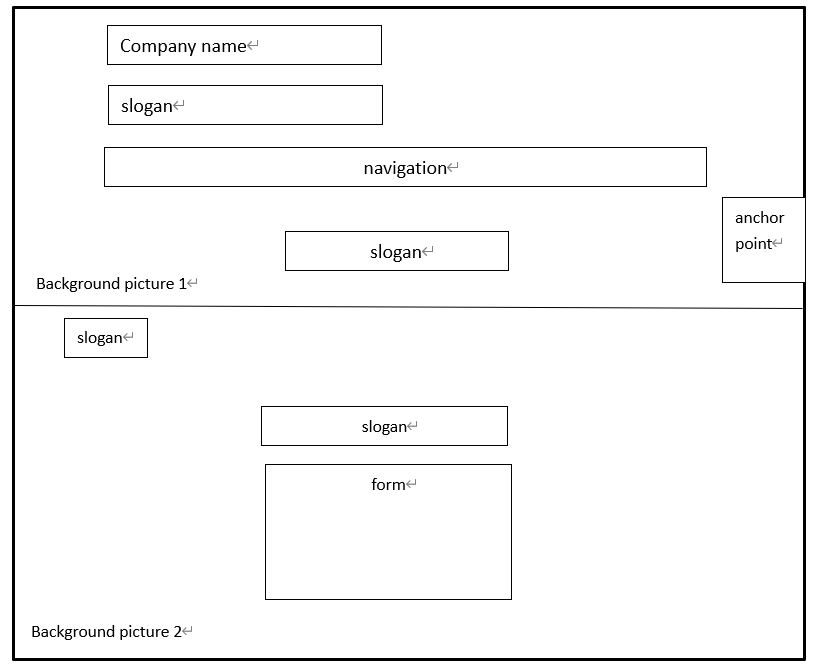 Company name
slogan
navigation
anchor
point
slogan
Background picture 1
slogan
slogan
form
Background picture 2